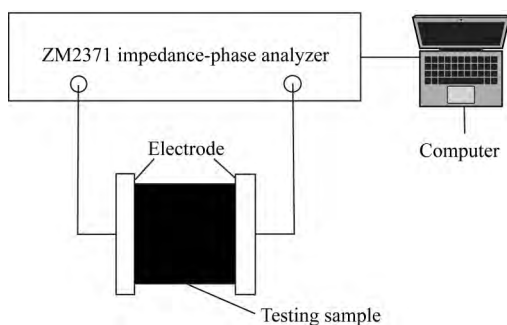 ZM2371 impedance-phase analyzer
Electrode
Computer
Testing sample